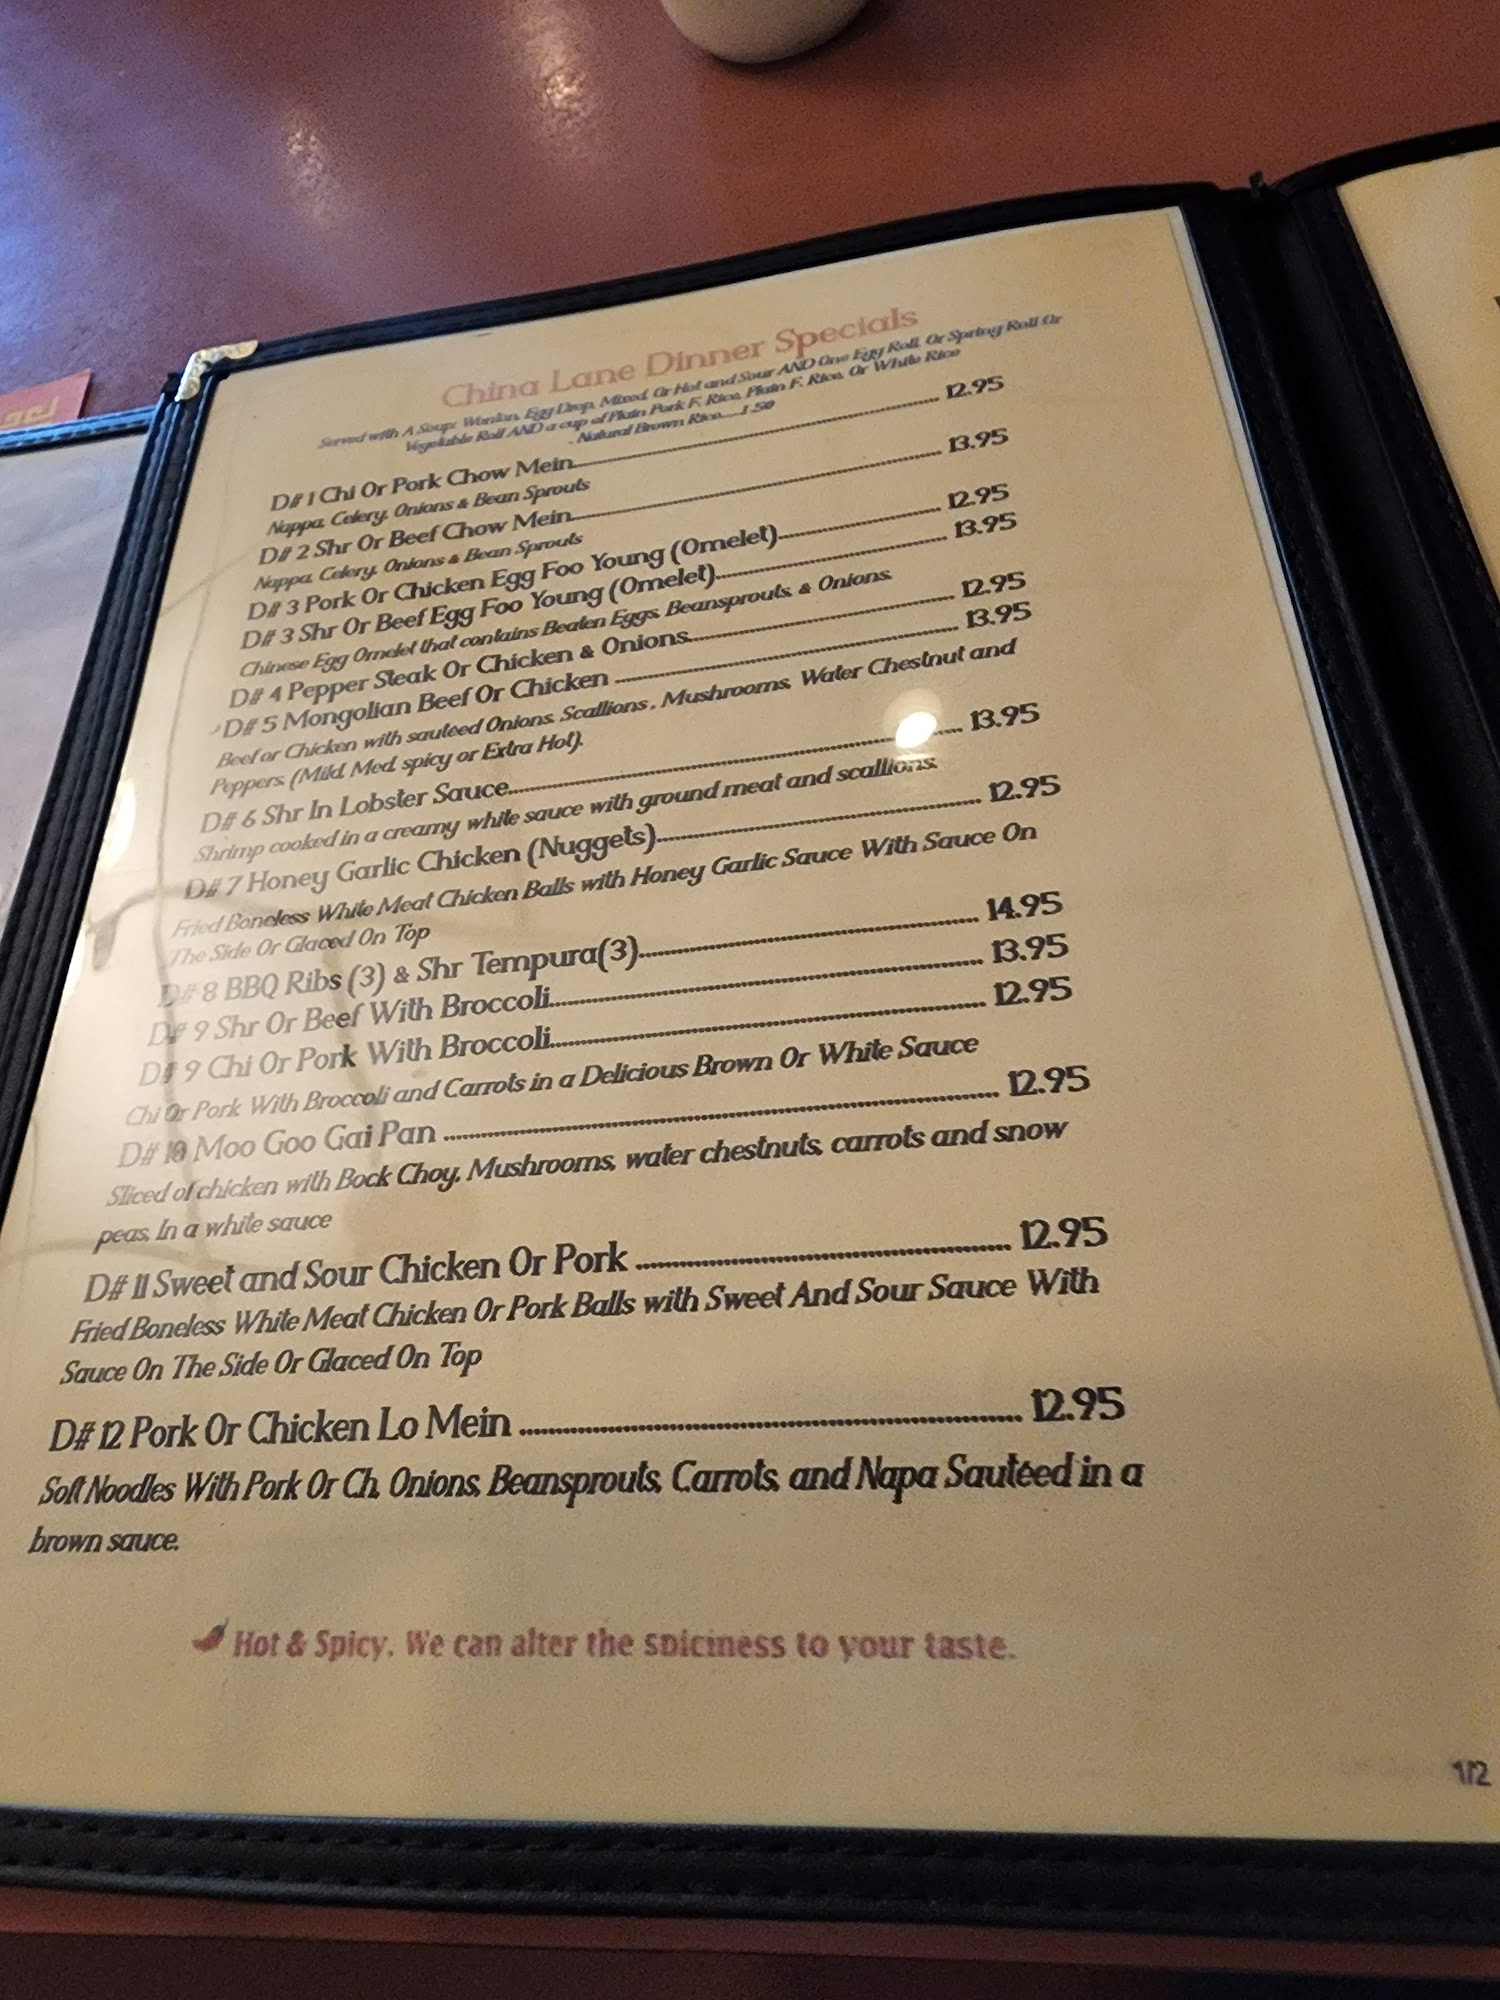 China Lane Dinner Specials
Served with A Soup: Wonton, Egg Drop, Mixed, Or Hot and Sour AND One Egg Roll, Or Spring Roll Or
Vegetable Roll AND a cup of Plain Pork F. Rice, Plain F. Rice, Or White Rice
- Natural Brown Rice.....1.50
D# 1 Chi Or Pork Chow Mein 12.95
Nappa, Celery, Onions & Bean Sprouts
D# 2 Shr Or Beef Chow Mein 13.95
Nappa, Celery, Onions & Bean Sprouts
D# 3 Pork Or Chicken Egg Foo Young (Omelet) 12.95
D# 3 Shr Or Beef Egg Foo Young (Omelet) 13.95
Chinese Egg Omelet that contains Beaten Eggs, Beansprouts, & Onions.
D# 4 Pepper Steak Or Chicken & Onions 12.95
D# 5 Mongolian Beef Or Chicken 13.95
Beef or Chicken with sautéed Onions, Scallions , Mushrooms, Water Chestnut and
Peppers. (Mild, Med. spicy or Extra Hot).
D# 6 Shr In Lobster Sauce 13.95
Shrimp cooked in a creamy white sauce with ground meat and scallions.
D# 7 Honey Garlic Chicken (Nuggets) 12.95
Fried Boneless White Meat Chicken Balls with Honey Garlic Sauce With Sauce On
The Side Or Glaced On Top
D# 8 BBQ Ribs (3) & Shr Tempura(3) 14.95
D# 9 Shr Or Beef With Broccoli 13.95
D# 9 Chi Or Pork With Broccoli 12.95
Chi Or Pork With Broccoli and Carrots in a Delicious Brown Or White Sauce
D# 10 Moo Goo Gai Pan 12.95
Sliced of chicken with Bock Choy, Mushrooms, water chestnuts, carrots and snow
peas, In a white sauce
D# 11 Sweet and Sour Chicken Or Pork 12.95
Fried Boneless White Meat Chicken Or Pork Balls with Sweet And Sour Sauce With
Sauce On The Side Or Glaced On Top
D# 12 Pork Or Chicken Lo Mein 12.95
Soft Noodles With Pork Or Ch, Onions, Beansprouts, Carrots, and Napa Sautéed in a
brown sauce.
Hot & Spicy. We can alter the spiciness to your taste.
1/2